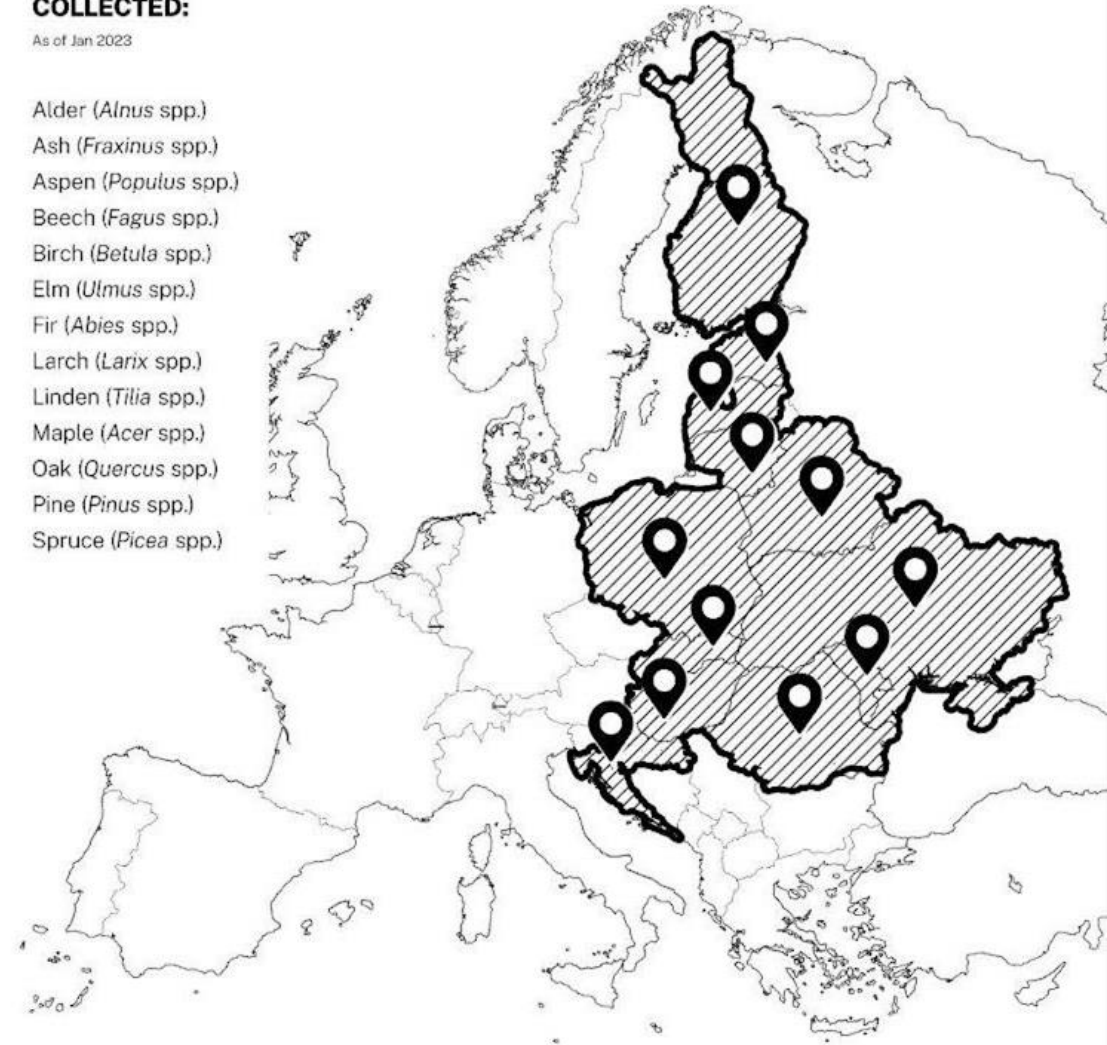 COLLECTED:
As of Jan 2023
Alder (Alnus spp.)
Ash (Fraxinus spp.)
Aspen (Populus spp.)
Beech (Fagus spp.)
Birch (Betula spp.)
Elm (Ulmus spp.)
Fir (Abies spp.)
Larch (Larix spp.)
Linden (Tilia spp.)
Maple (Acer spp.)
Oak (Quercus spp.)
Pine (Pinus spp.)
Spruce (Picea spp.)